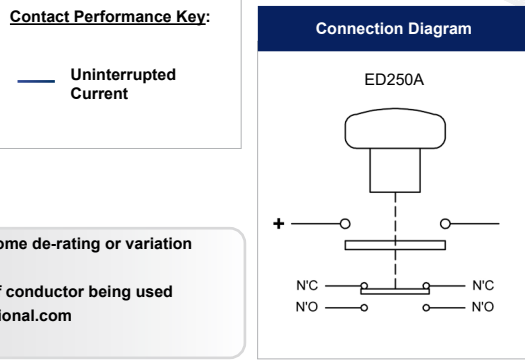 Contact Performance Key:
Uninterrupted
Current
ome de-rating or variation
f conductor being used
ional.com
Connection Diagram
ED250A
+
N'C N'C
N'O N'O